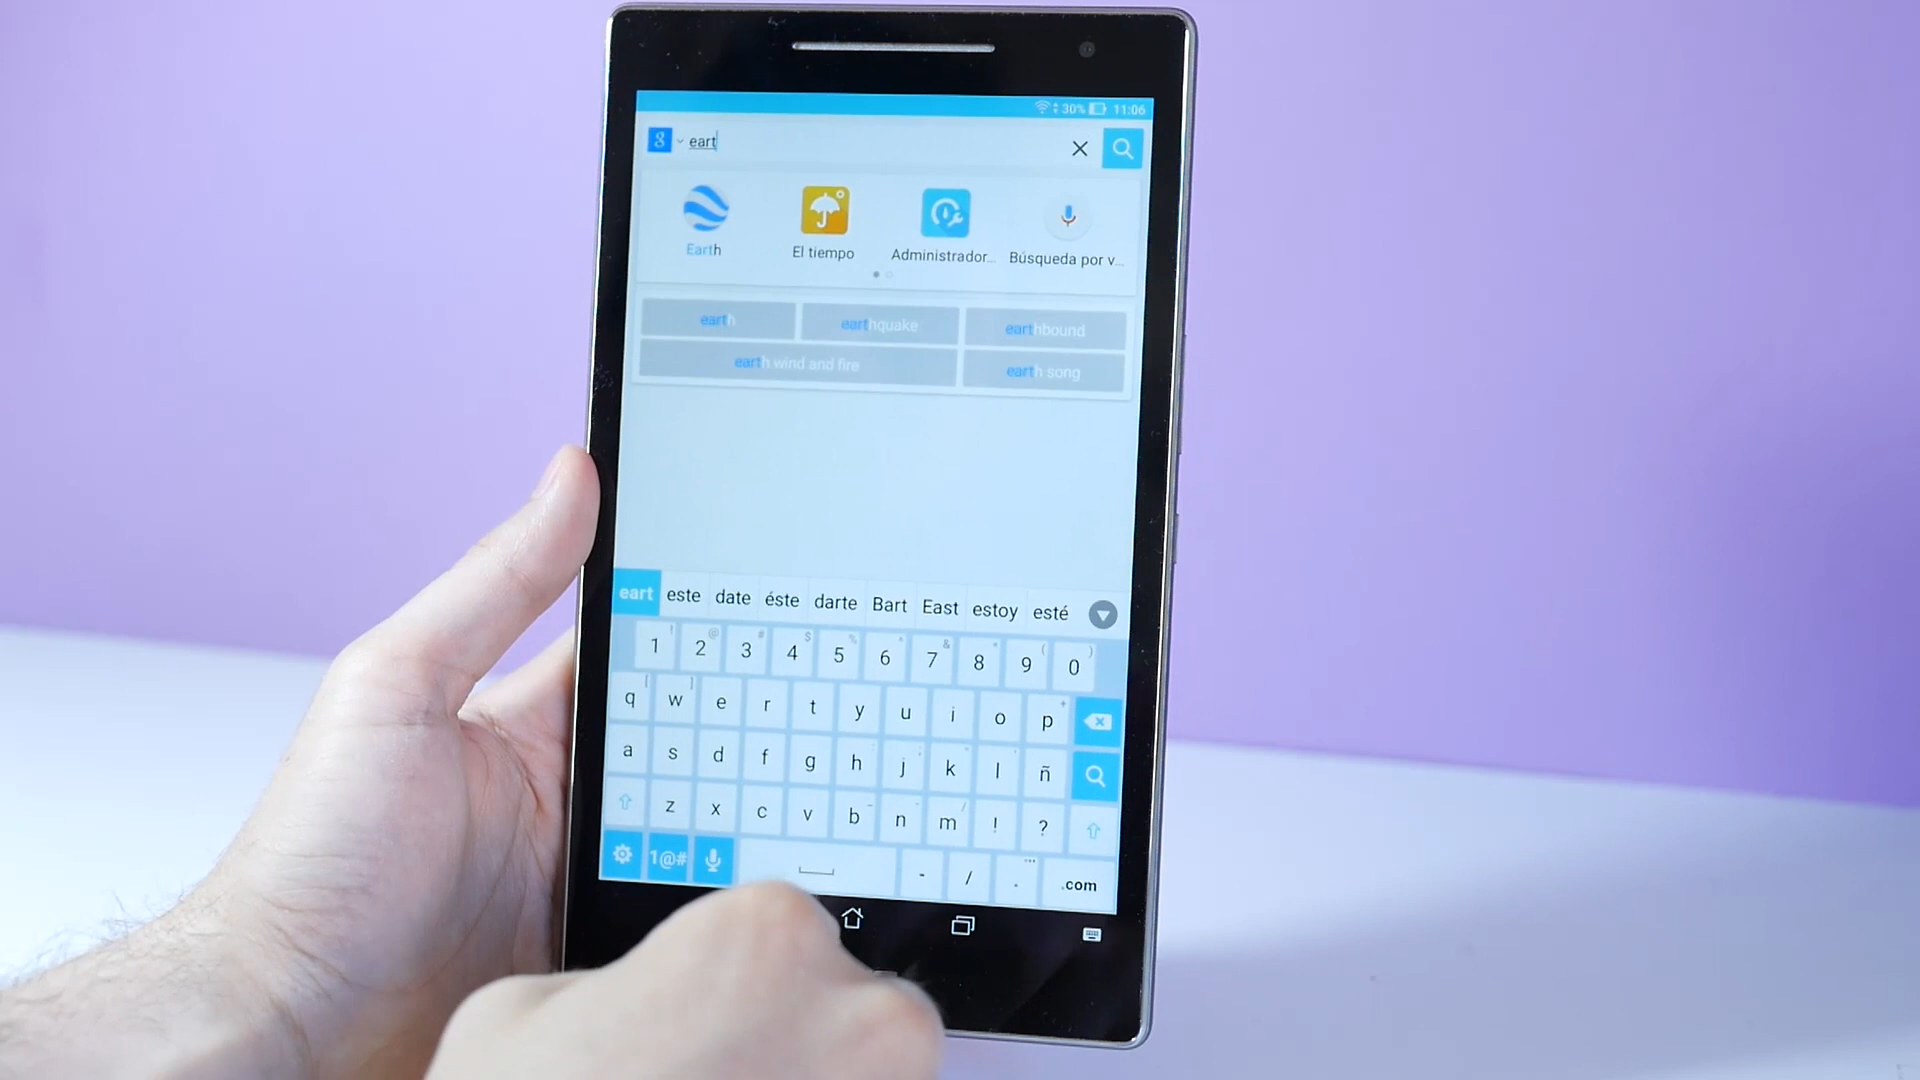 30% 11:06
g eart
Earth El tiempo Administrador... Búsqueda por v...
earth earthquake earthbound
earth wind and fire earth song
eart este date éste darte Bart East estoy esté
! @ # $ % ^ & * ( )
1 2 3 4 5 6 7 8 9 0
[ ] +
q w e r t y u i o p
a s d f g h j k l ñ
z x c v b n m ! ?
1@# - / . .com